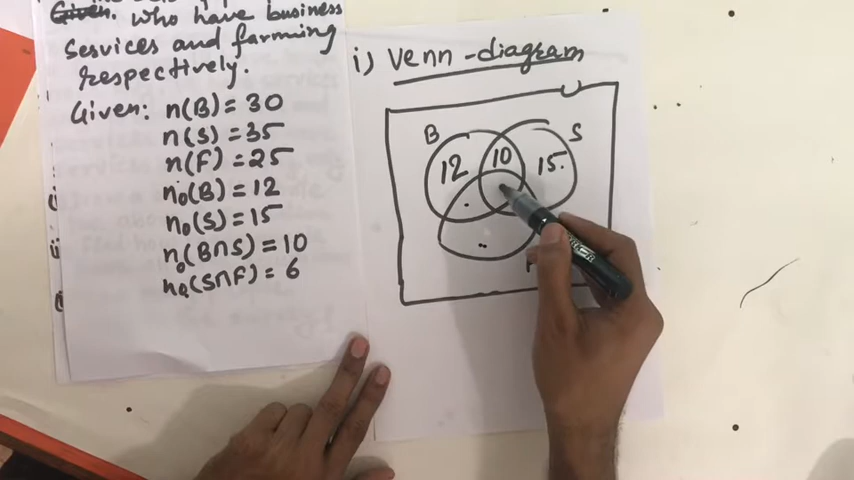 Given. who have business
services and farming
respectively.
Given: n(B) = 30
n(S) = 35
n(F) = 25
n₀(B) = 12
n₀(S) = 15
n₀(B∩S) = 10
n₀(S∩F) = 6
i) Venn-diagram
B
S
12
10
15.
F